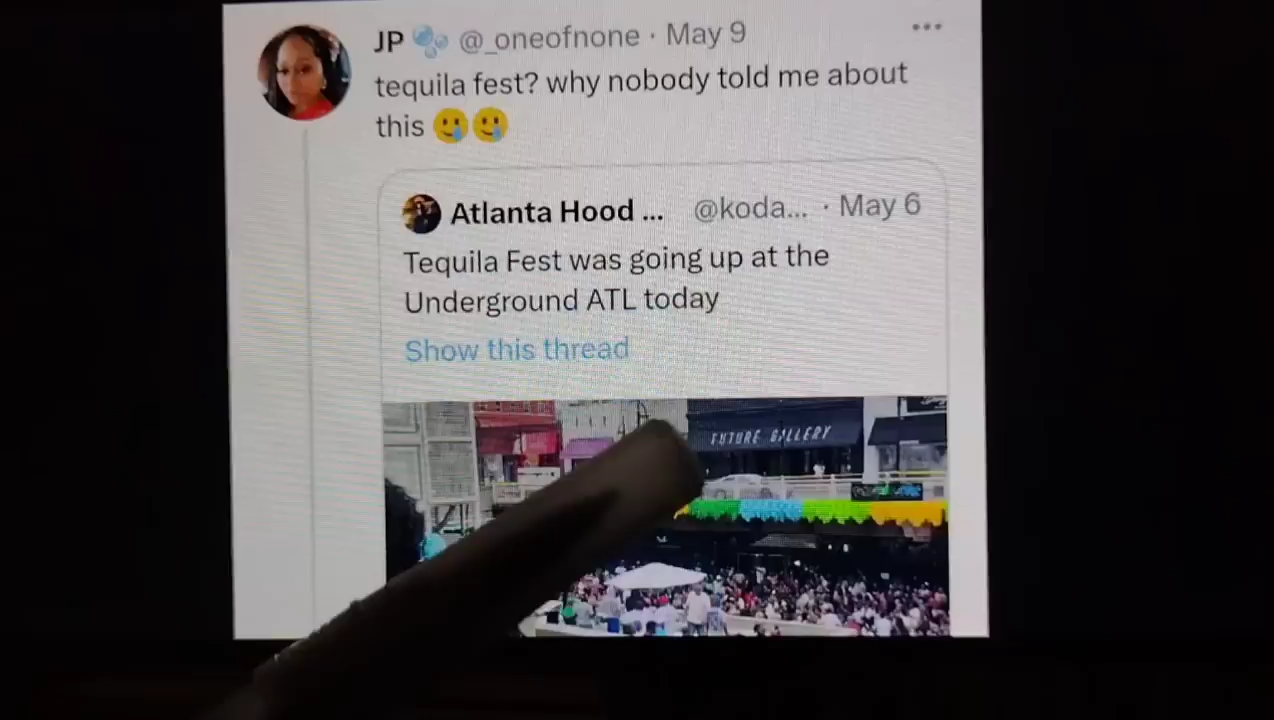 JP @_oneofnone · May 9
tequila fest? why nobody told me about
this
Atlanta Hood ... @koda... · May 6
Tequila Fest was going up at the
Underground ATL today
Show this thread
FUTURE GALLERY